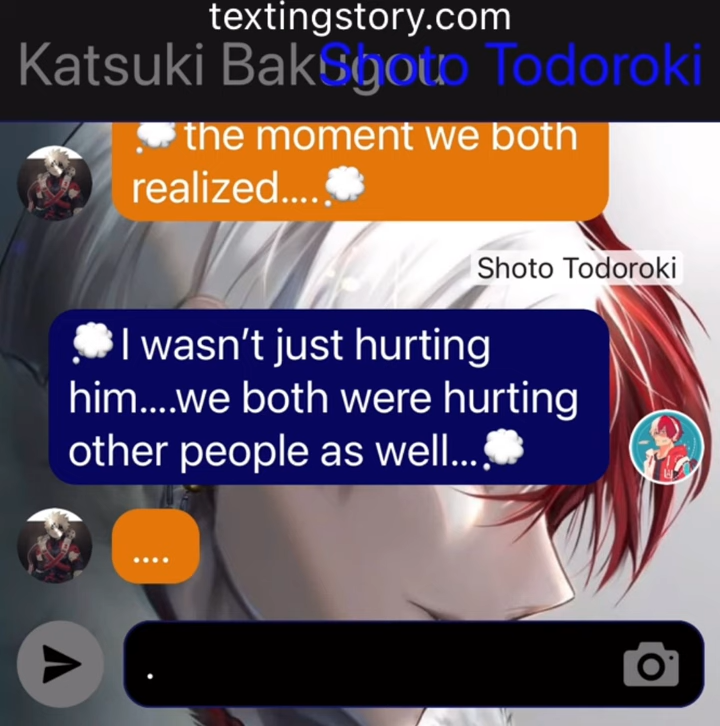 textingstory.com
Katsuki Bakugou Shoto Todoroki
💭 the moment we both
realized....💭
Shoto Todoroki
💭I wasn't just hurting
him....we both were hurting
other people as well...💭
....
.